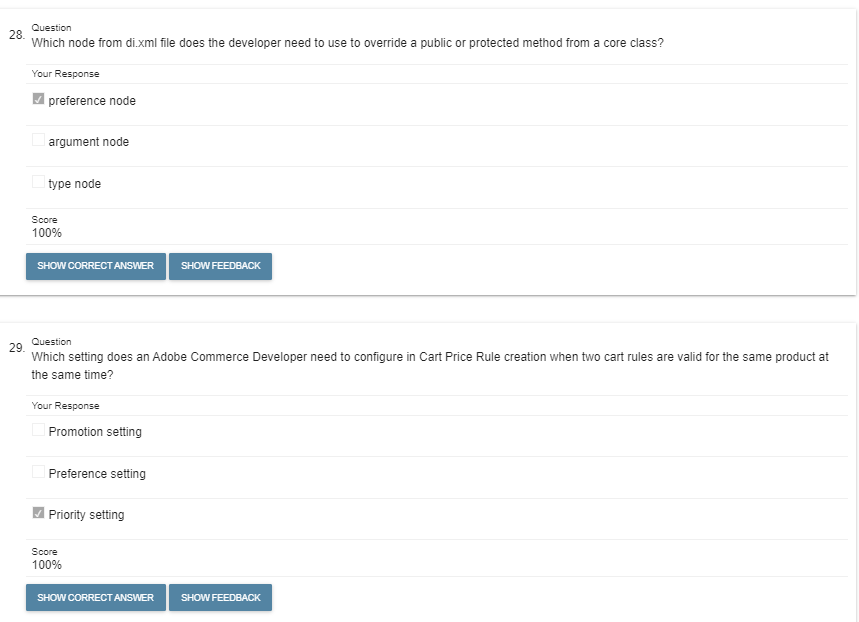 28.
Question
Which node from di.xml file does the developer need to use to override a public or protected method from a core class?
Your Response
preference node
argument node
type node
Score
100%
SHOW CORRECT ANSWER SHOW FEEDBACK
29.
Question
Which setting does an Adobe Commerce Developer need to configure in Cart Price Rule creation when two cart rules are valid for the same product at
the same time?
Your Response
Promotion setting
Preference setting
Priority setting
Score
100%
SHOW CORRECT ANSWER SHOW FEEDBACK